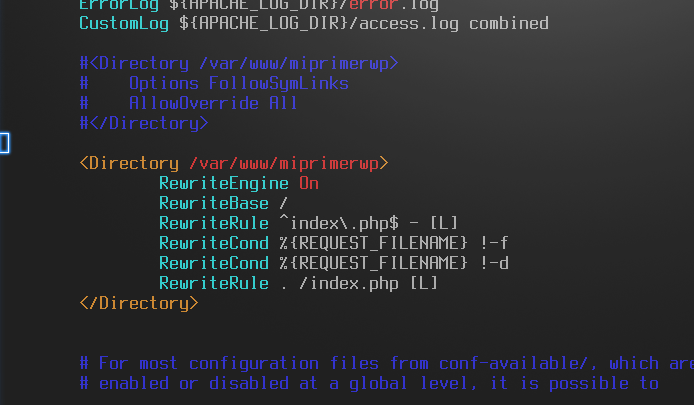 ErrorLog ${APACHE_LOG_DIR}/error.log
CustomLog ${APACHE_LOG_DIR}/access.log combined
#<Directory /var/www/miprimerwp>
#    Options FollowSymLinks
#    AllowOverride All
#</Directory>
<Directory /var/www/miprimerwp>
        RewriteEngine On
        RewriteBase /
        RewriteRule ^index\.php$ - [L]
        RewriteCond %{REQUEST_FILENAME} !-f
        RewriteCond %{REQUEST_FILENAME} !-d
        RewriteRule . /index.php [L]
</Directory>
# For most configuration files from conf-available/, which are
# enabled or disabled at a global level, it is possible to